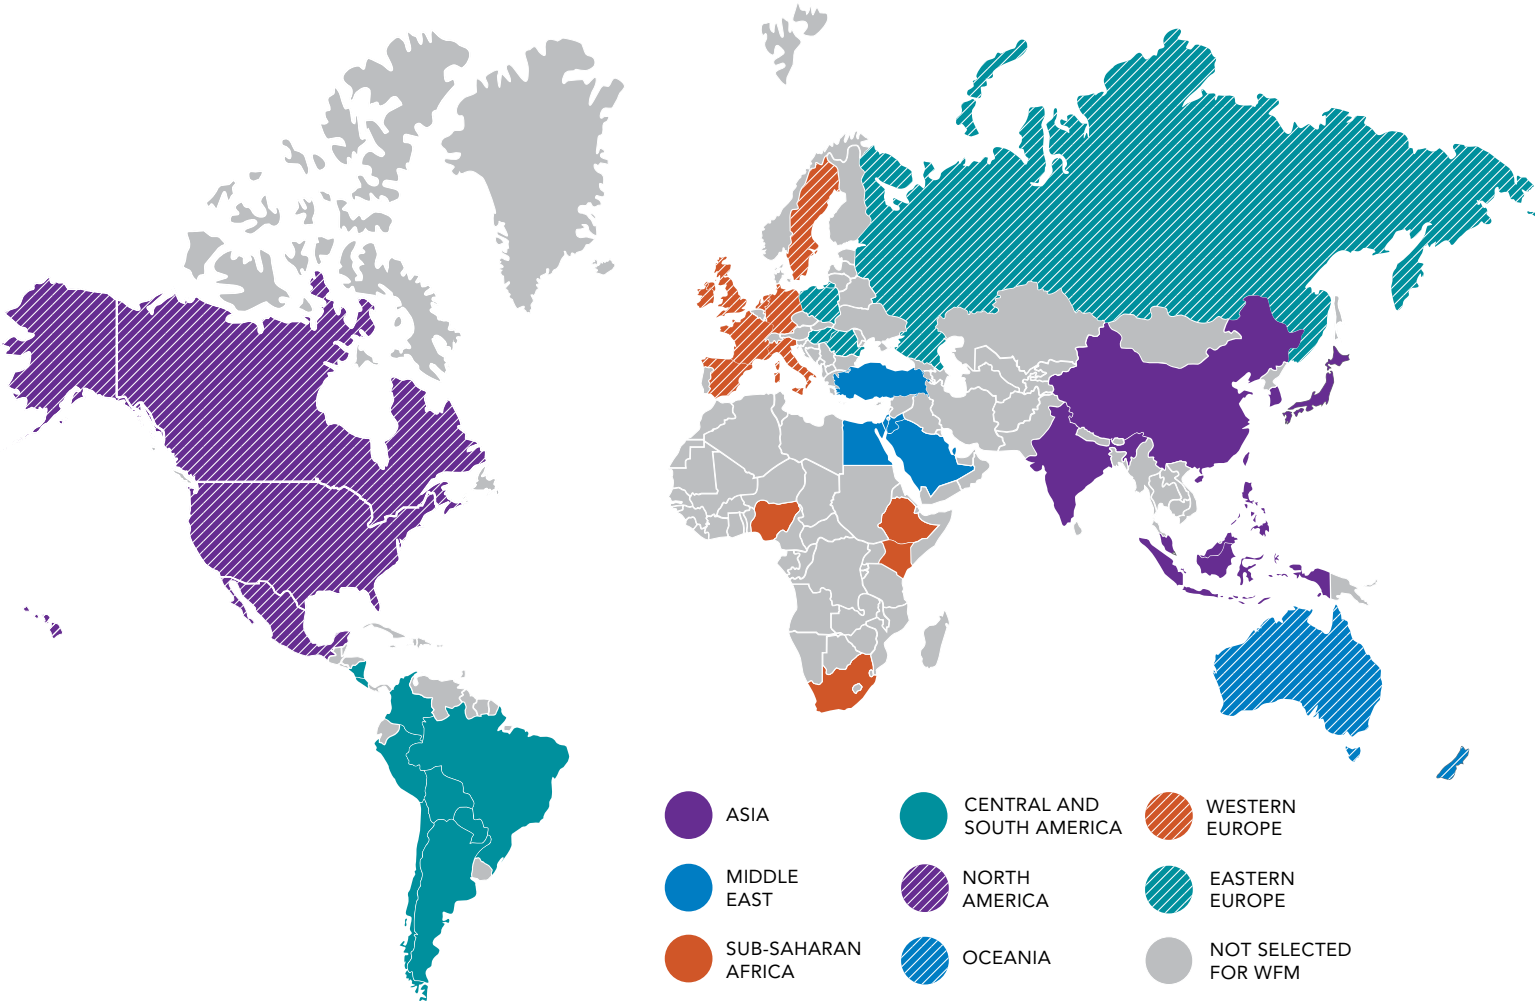 ASIA
CENTRAL AND
SOUTH AMERICA
WESTERN
EUROPE
MIDDLE
EAST
NORTH
AMERICA
EASTERN
EUROPE
SUB-SAHARAN
AFRICA
OCEANIA
NOT SELECTED
FOR WFM